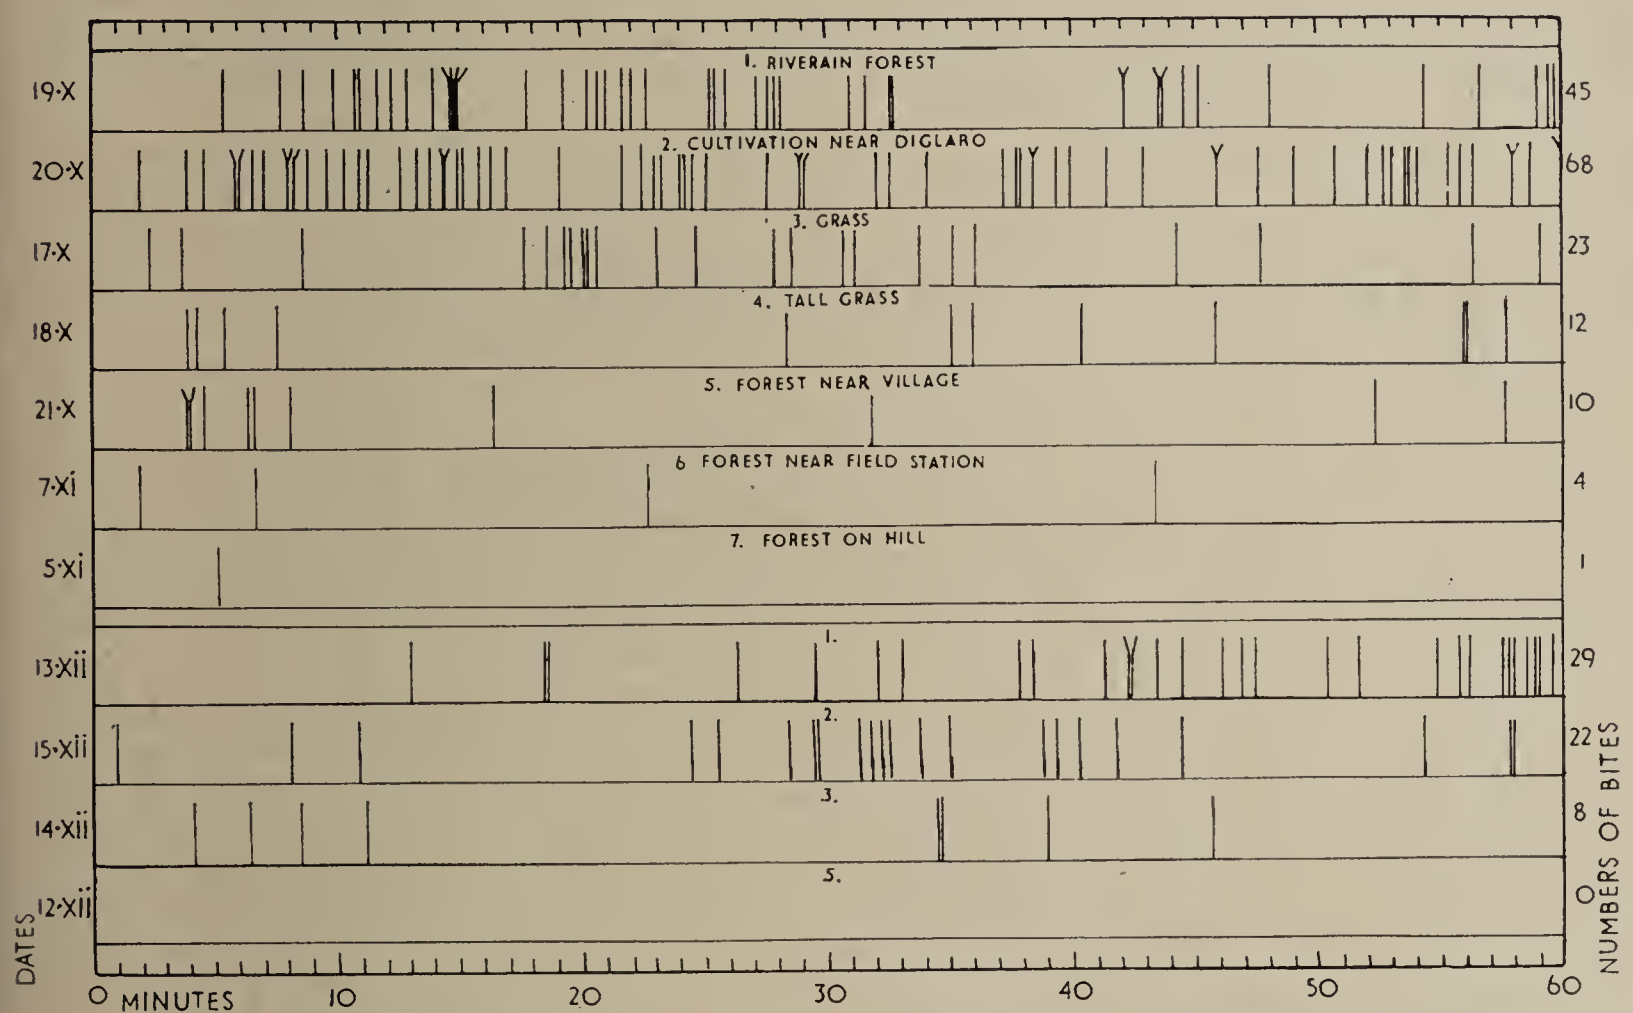 1. RIVERAIN FOREST
19·X 45
2. CULTIVATION NEAR DIGLARO
20·X 68
3. GRASS
17·X 23
4. TALL GRASS
18·X 12
5. FOREST NEAR VILLAGE
21·X 10
6 FOREST NEAR FIELD STATION
7·Xi 4
7. FOREST ON HILL
5·Xi 1
1.
13·Xii 29
2.
15·Xii 22
3.
14·Xii 8
5.
12·Xii 0
DATES
NUMBERS OF BITES
0 MINUTES 10 20 30 40 50 60